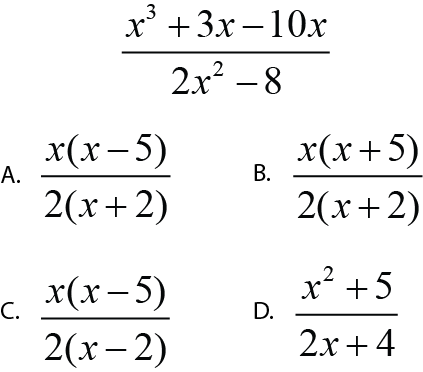 x³ + 3x − 10x
2x² − 8
A. x(x − 5) / 2(x + 2)
B. x(x + 5) / 2(x + 2)
C. x(x − 5) / 2(x − 2)
D. x² + 5 / 2x + 4